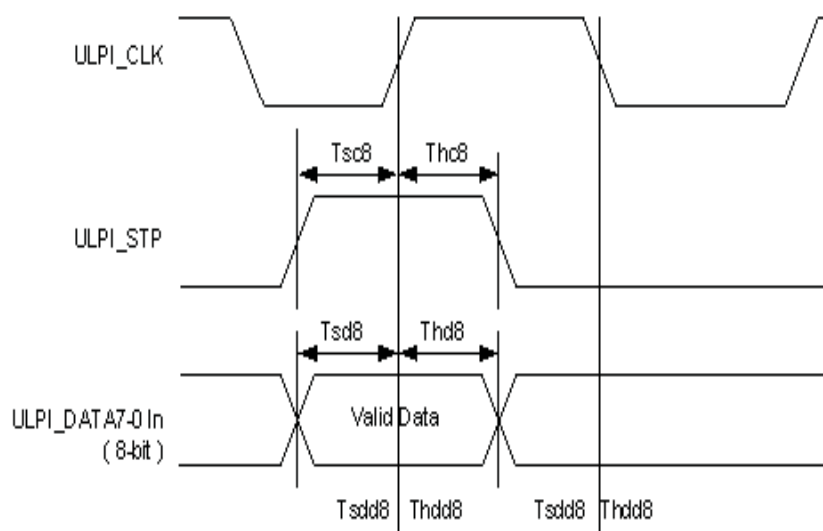 ULPI_CLK
Tsc8 Thc8
ULPI_STP
Tsd8 Thd8
ULPI_DATA7-0 In
( 8-bit )
Valid Data
Tsdd8 Thdd8 Tsdd8 Thdd8